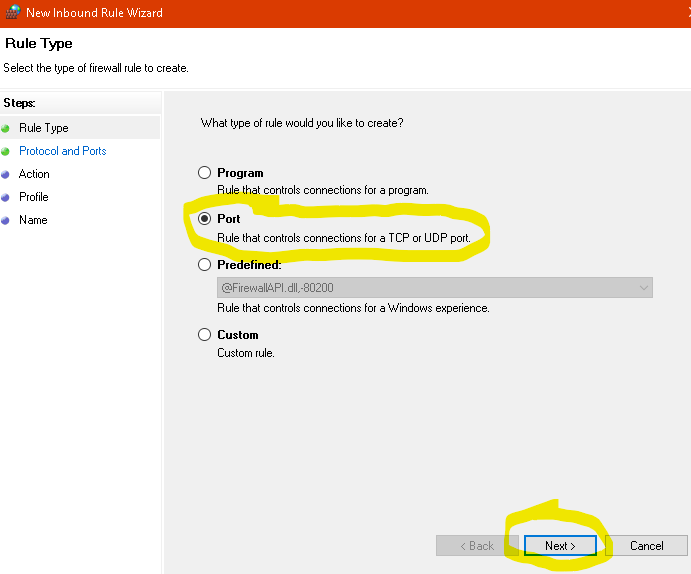 New Inbound Rule Wizard
Rule Type
Select the type of firewall rule to create.
Steps:
Rule Type
Protocol and Ports
Action
Profile
Name
What type of rule would you like to create?
Program
Rule that controls connections for a program.
Port
Rule that controls connections for a TCP or UDP port.
Predefined:
@FirewallAPI.dll,-80200
Rule that controls connections for a Windows experience.
Custom
Custom rule.
< Back
Next >
Cancel